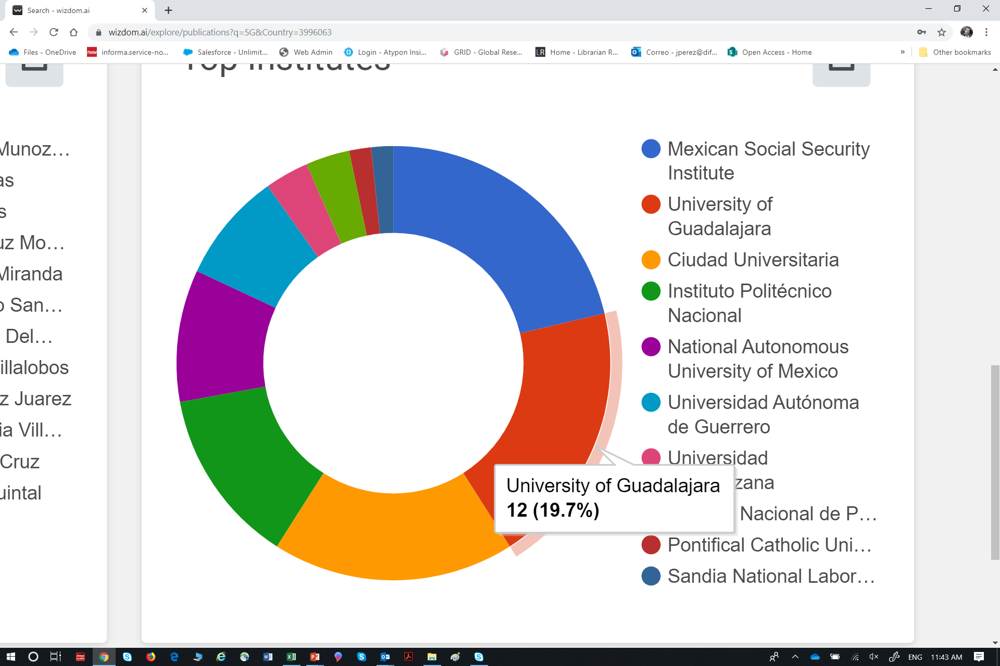 Search - wizdom.ai
wizdom.ai/explore/publications?q=5G&Country=3996063
Files - OneDrive
now
informa.service-no...
Salesforce - Unlimit...
Web Admin
Login - Atypon Insi...
GRID - Global Rese...
LR
Home - Librarian R...
Correo - jperez@dif...
Open Access - Home
»
Other bookmarks
Top Institutes
Munoz…
as
s
uz Mo…
Miranda
o San…
Del…
illalobos
z Juarez
ia Vill…
Cruz
uintal
Mexican Social Security
Institute
University of
Guadalajara
Ciudad Universitaria
Instituto Politécnico
Nacional
National Autonomous
University of Mexico
Universidad Autónoma
de Guerrero
Universidad
zana
Nacional de P…
Pontifical Catholic Uni…
Sandia National Labor…
University of Guadalajara
12 (19.7%)
ENG
11:43 AM